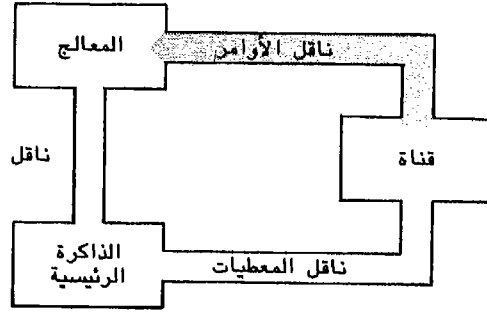 المعالج
ناقل الأوامر
ناقل
قناة
الذاكرة
الرئيسية
ناقل المعطيات